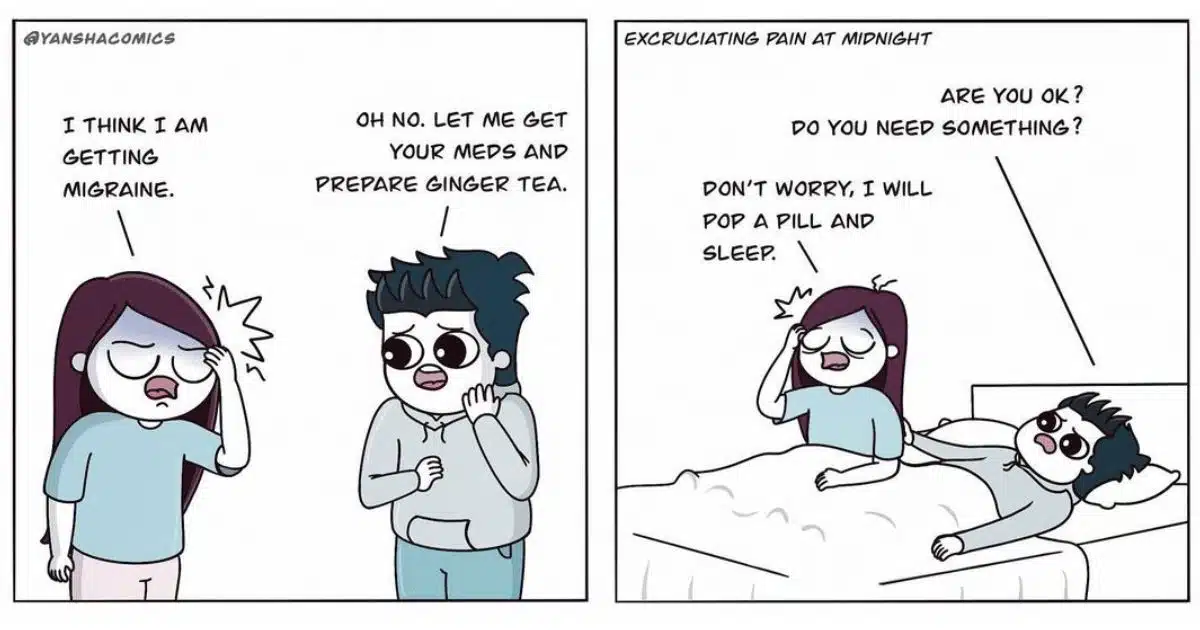 @YANSHACOMICS
I THINK I AM
GETTING
MIGRAINE.
OH NO. LET ME GET
YOUR MEDS AND
PREPARE GINGER TEA.
EXCRUCIATING PAIN AT MIDNIGHT
ARE YOU OK?
DO YOU NEED SOMETHING?
DON'T WORRY, I WILL
POP A PILL AND
SLEEP.